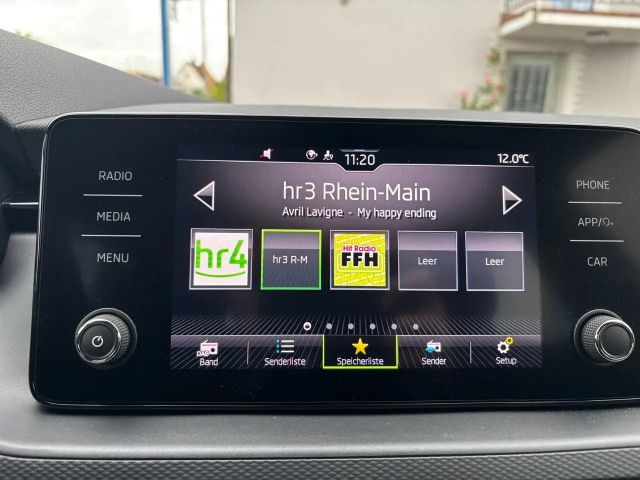 11:20
12.0°C
RADIO
MEDIA
MENU
hr3 Rhein-Main
Avril Lavigne - My happy ending
hr4
hr3 R-M
Hit Radio
FFH
Leer
Leer
DAB
Band
Senderliste
Speicherliste
Sender
Setup
PHONE
APP/
CAR